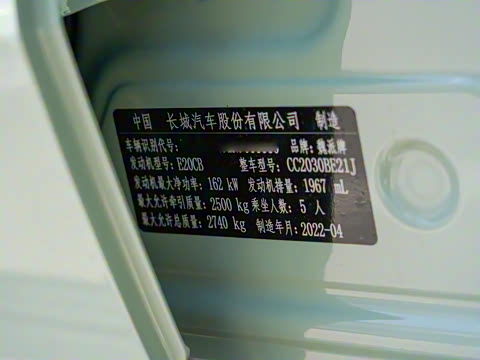 中国 长城汽车股份有限公司 制造
车辆识别代号: 品牌: 牌
发动机型号: E20CB 整车型号: CC2030BE21J
发动机最大净功率: 162 kW 发动机排量: 1967 mL
最大允许牵引质量: 2500 kg 乘坐人数: 5 人
最大允许总质量: 2740 kg 制造年月: 2022-04